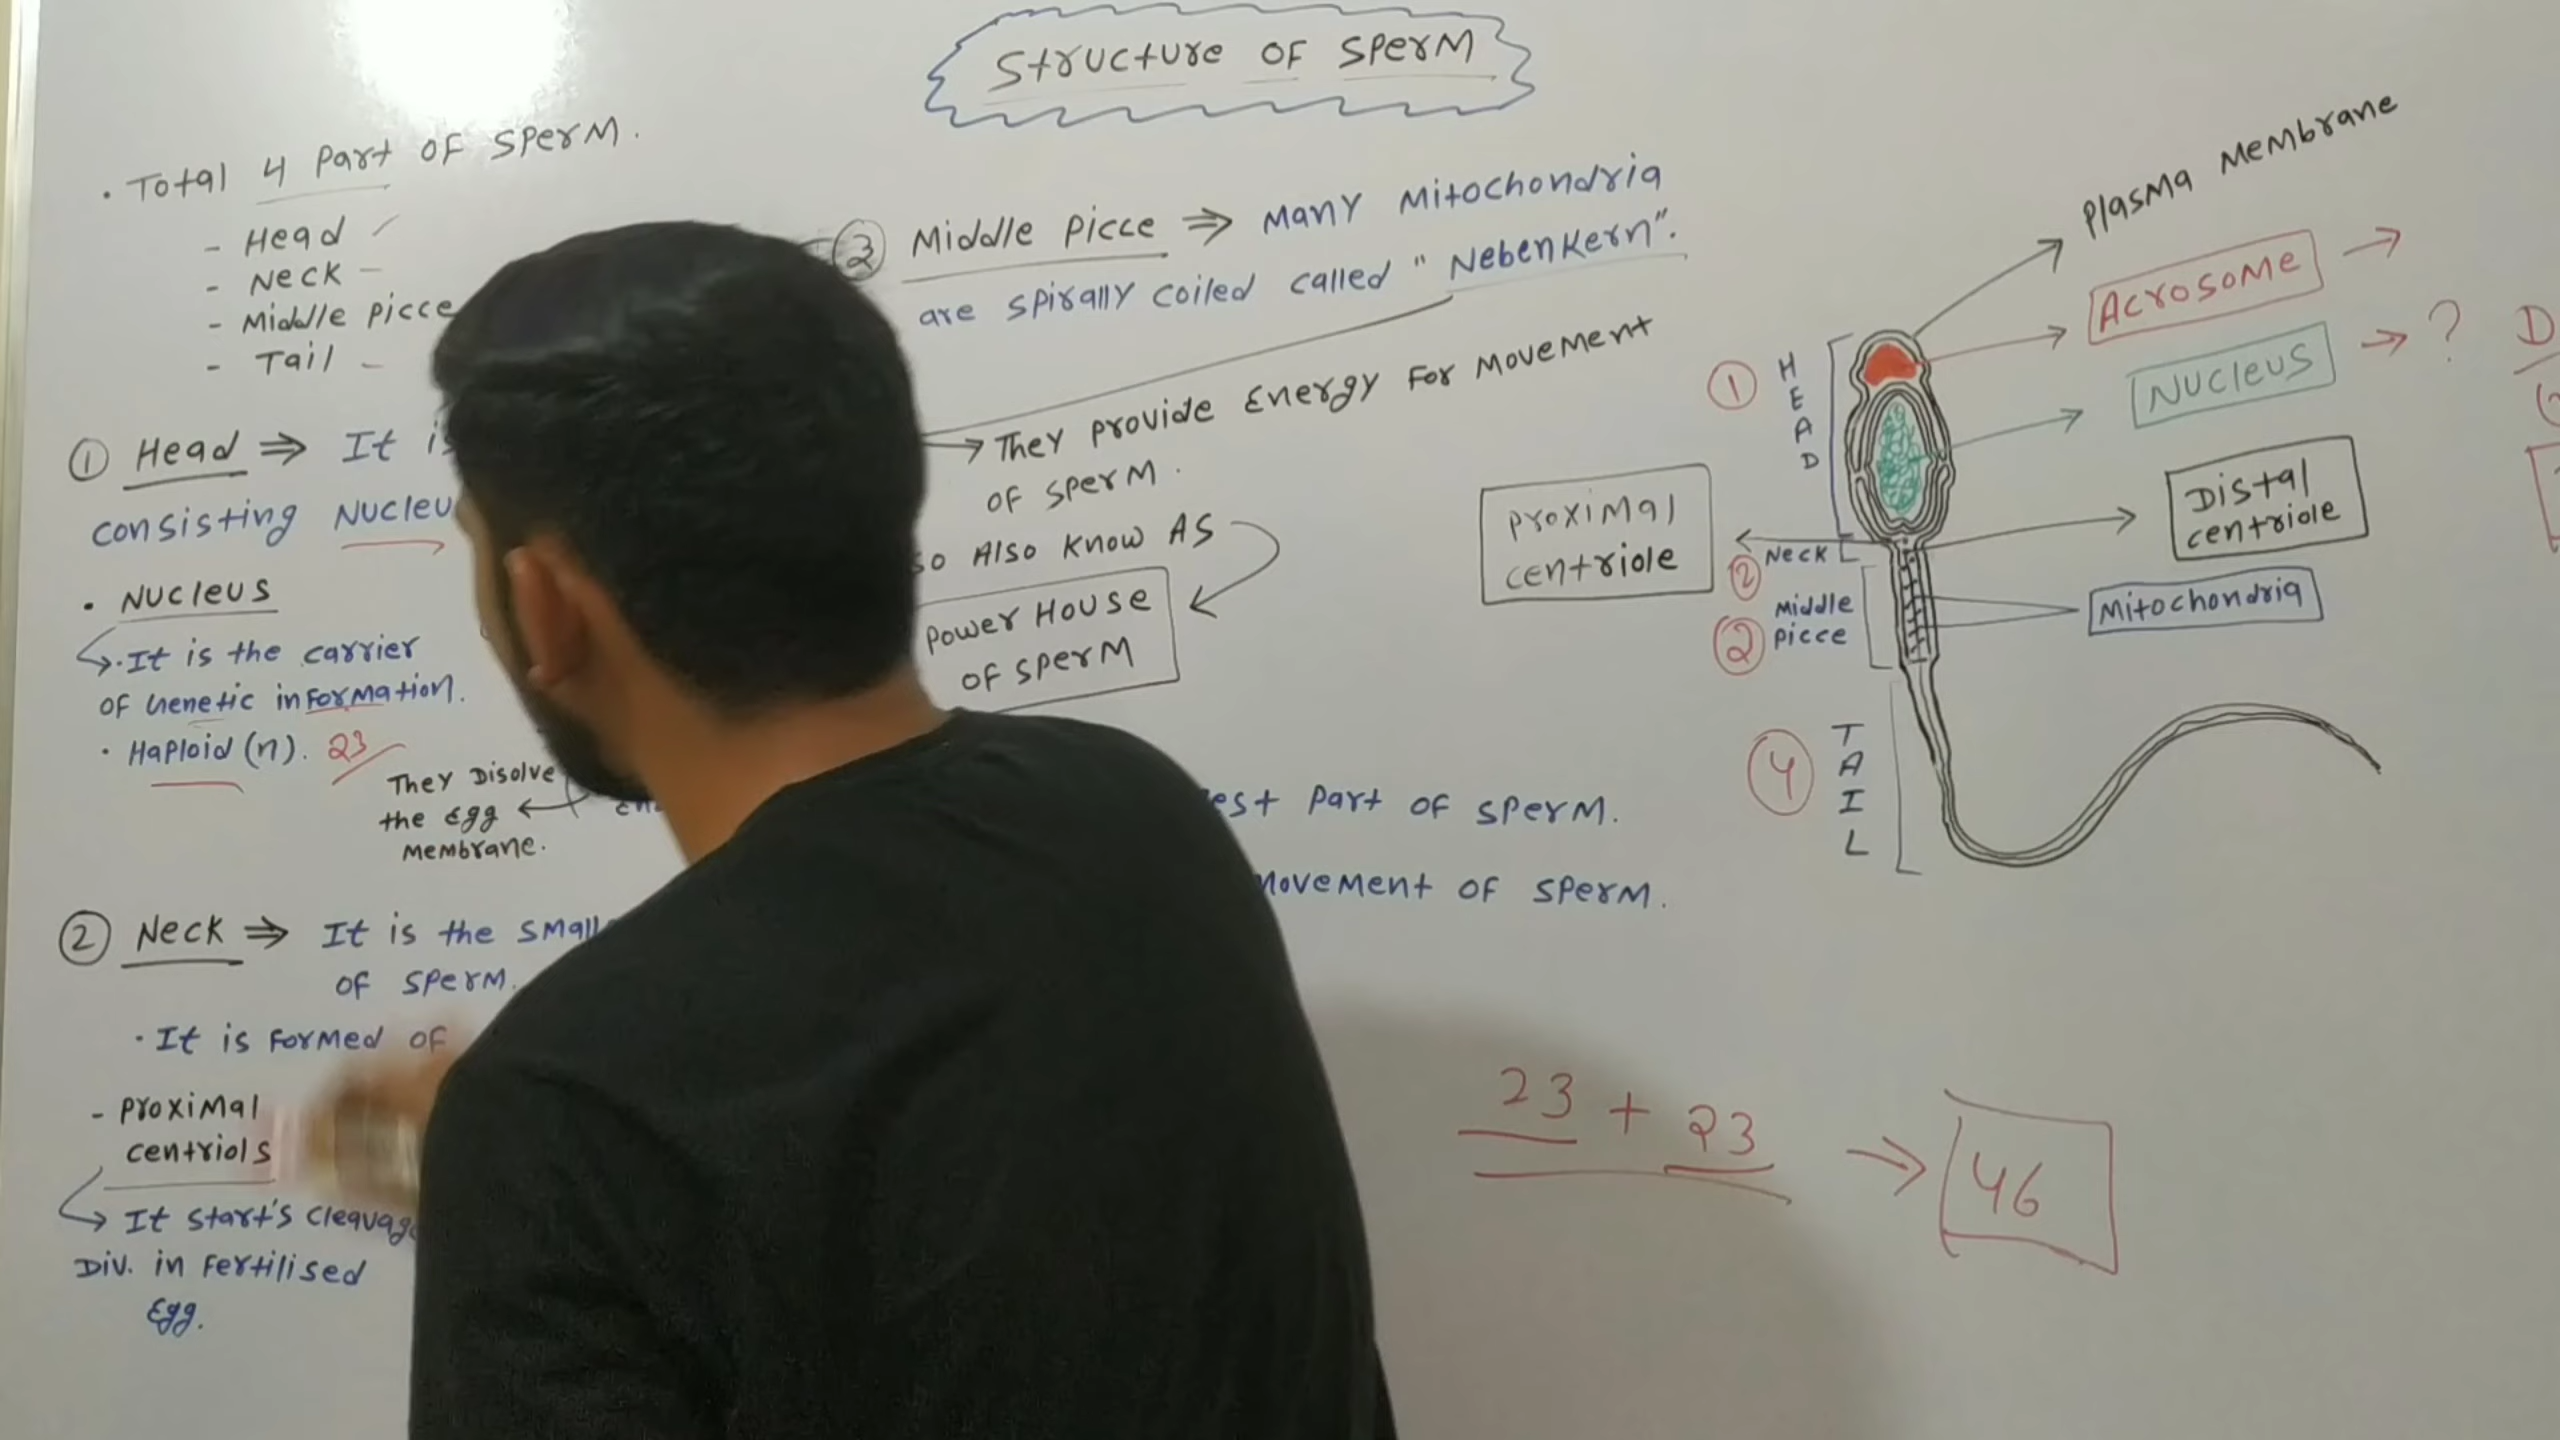 Structure of Sperm
• Total 4 Part of Sperm.
- Head
- Neck
- Middle Picce
- Tail
① Head ⇒ It is
consisting Nucleu
• Nucleus
• It is the carrier
of Genetic information.
• Haploid (n). 23
They Disolve
the Egg ←
Membrane.
② Neck ⇒ It is the small
of sperm.
• It is formed of
- Proximal
centriols
→ It start's cleavage
Div. in Fertilised
Egg.
③ Middle Picce ⇒ Many Mitochondria
are spirally coiled called "Nebenkern".
→ They provide Energy for movement
of sperm.
so Also Know As
Power House
of sperm
est Part of sperm.
movement of sperm.
Plasma Membrane
Acrosome →
Nucleus → ?
Distal
centriole
Mitochondria
Proximal
centriole
① HEAD
② Neck
② Middle
Picce
④ TAIL
23 + 23 ⇒ 46
D